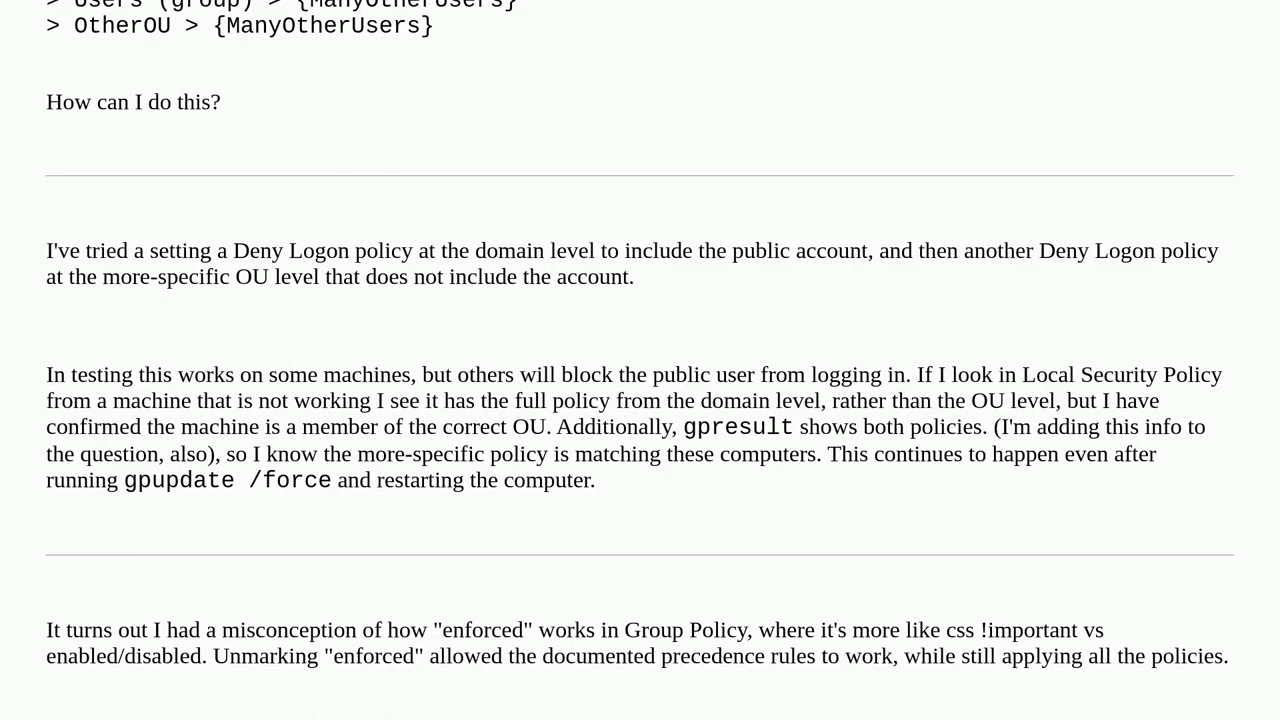 > Users (group) > {ManyOtherUsers}
> OtherOU > {ManyOtherUsers}
How can I do this?
I've tried a setting a Deny Logon policy at the domain level to include the public account, and then another Deny Logon policy
at the more-specific OU level that does not include the account.
In testing this works on some machines, but others will block the public user from logging in. If I look in Local Security Policy
from a machine that is not working I see it has the full policy from the domain level, rather than the OU level, but I have
confirmed the machine is a member of the correct OU. Additionally, gpresult shows both policies. (I'm adding this info to
the question, also), so I know the more-specific policy is matching these computers. This continues to happen even after
running gpupdate /force and restarting the computer.
It turns out I had a misconception of how "enforced" works in Group Policy, where it's more like css !important vs
enabled/disabled. Unmarking "enforced" allowed the documented precedence rules to work, while still applying all the policies.